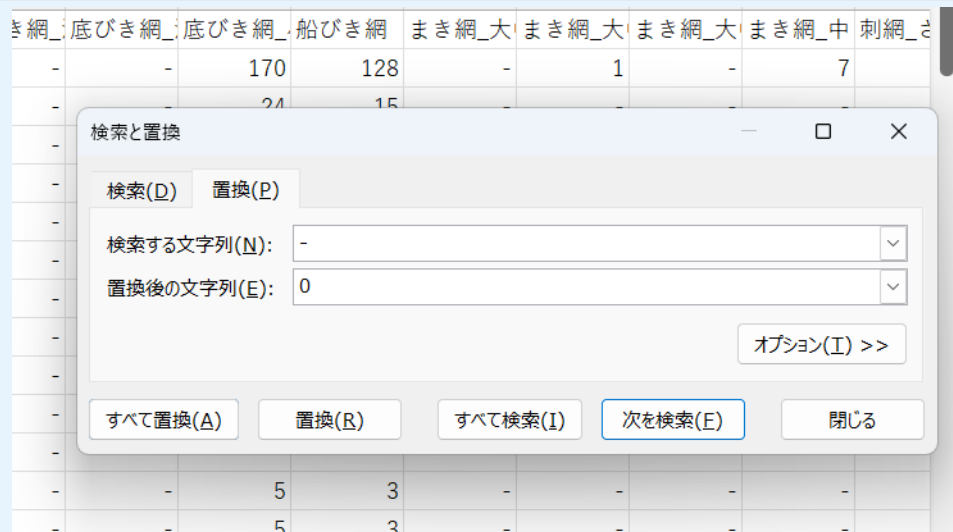 き網_ 底びき網_ 底びき網_ 船びき網 まき網_大 まき網_大 まき網_大 まき網_中 刺網_さ
- - 170 128 - 1 - 7
- - 24 15 - - - -
検索と置換
-
-
検索(D) 置換(P)
-
検索する文字列(N): -
-
置換後の文字列(E): 0
-
-
オプション(T) >>
-
すべて置換(A) 置換(R) すべて検索(I) 次を検索(F) 閉じる
-
-
- - 5 3 - - - -
- - 5 3 - - - -